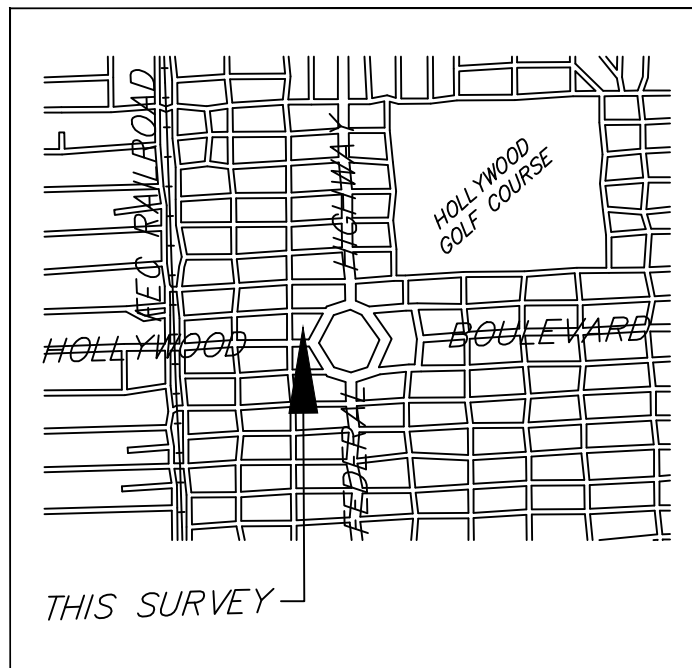 FEC RAILROAD
HIGHWAY
HOLLYWOOD
GOLF COURSE
HOLLYWOOD
BOULEVARD
FEDERAL
THIS SURVEY